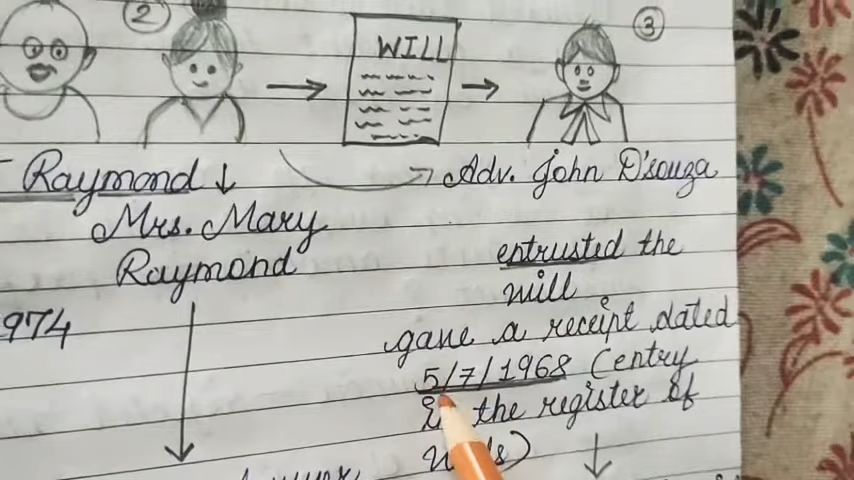 2
3
WILL
Raymond ↓
Adv. John D'souza
Mrs. Mary
Raymond
entrusted the
will
974
gave a receipt dated
5/7/1968 (entry
in the register of